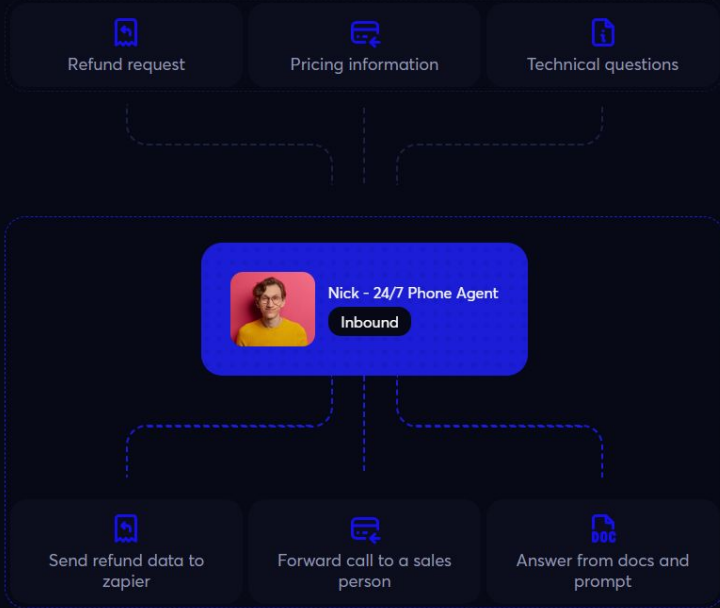 Refund request
Pricing information
Technical questions
Nick - 24/7 Phone Agent
Inbound
Send refund data to
zapier
Forward call to a sales
person
DOC
Answer from docs and
prompt